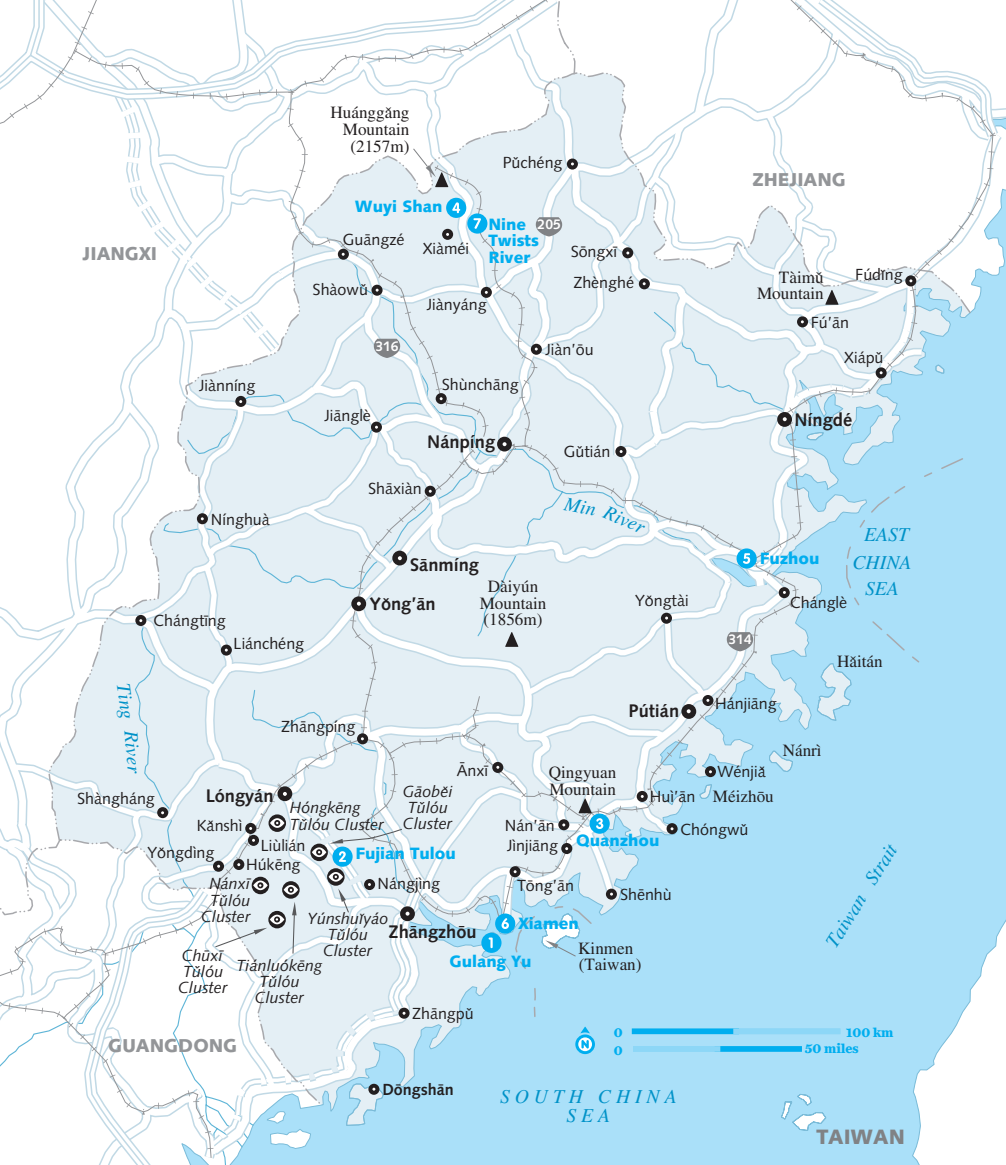 Huánggǎng
Mountain
(2157m)
Pǔchéng
ZHEJIANG
Wuyi Shan
4
7
Nine
Twists
River
205
JIANGXI
Guāngzé
Xiàméi
Sōngxī
Tàimǔ
Mountain
Fúdǐng
Shàowǔ
Jiànyáng
Zhènghé
Fú'ān
316
Jiàn'ōu
Xiápǔ
Jiànníng
Shùnchāng
Jiānglè
Níngdé
Nánpíng
Gǔtián
Shāxiàn
Nínghuà
Min River
EAST
CHINA
SEA
5
Fuzhou
Sānmíng
Dàiyún
Mountain
(1856m)
Yǒng'ān
Yǒngtài
Chánglè
Chángtīng
Liánchéng
314
Hǎitán
Ting River
Pútián
Hánjiāng
Zhāngpíng
Nánrì
Ānxī
Qingyuan
Mountain
Wénjiǎ
Shàngháng
Lóngyán
Hóngkēng
Tǔlóu Cluster
Gāoběi
Tǔlóu
Cluster
Huì'ān
Méizhōu
Kǎnshì
Nán'ān
3
Quanzhou
Chóngwǔ
Liùlián
Jìnjiāng
Yǒngdìng
Húkēng
2
Fujian Tulou
Nánxī
Tǔlóu
Cluster
Nángjìng
Tōng'ān
Shēnhù
Taiwan Strait
Yúnshuǐyáo
Tǔlóu
Cluster
Zhāngzhōu
6
Xiamen
1
Gulang Yu
Kinmen
(Taiwan)
Chūxī
Tǔlóu
Cluster
Tiánluókēng
Tǔlóu
Cluster
Zhāngpǔ
GUANGDONG
N
0
100 km
0
50 miles
Dōngshān
SOUTH CHINA
SEA
TAIWAN